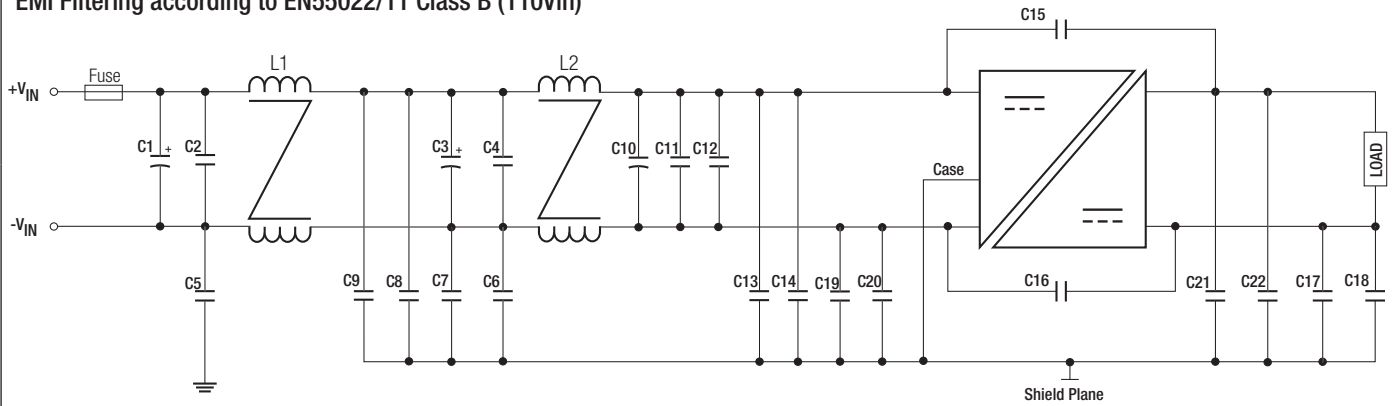 EMI Filtering according to EN55022/11 Class B (110Vin)
C15
L1
L2
Fuse
+VIN
C1
+
C2
C3
+
C4
C10
C11
C12
Case
LOAD
-VIN
C5
C9
C8
C7
C6
C13
C14
C19
C20
C16
C21
C22
C17
C18
Shield Plane